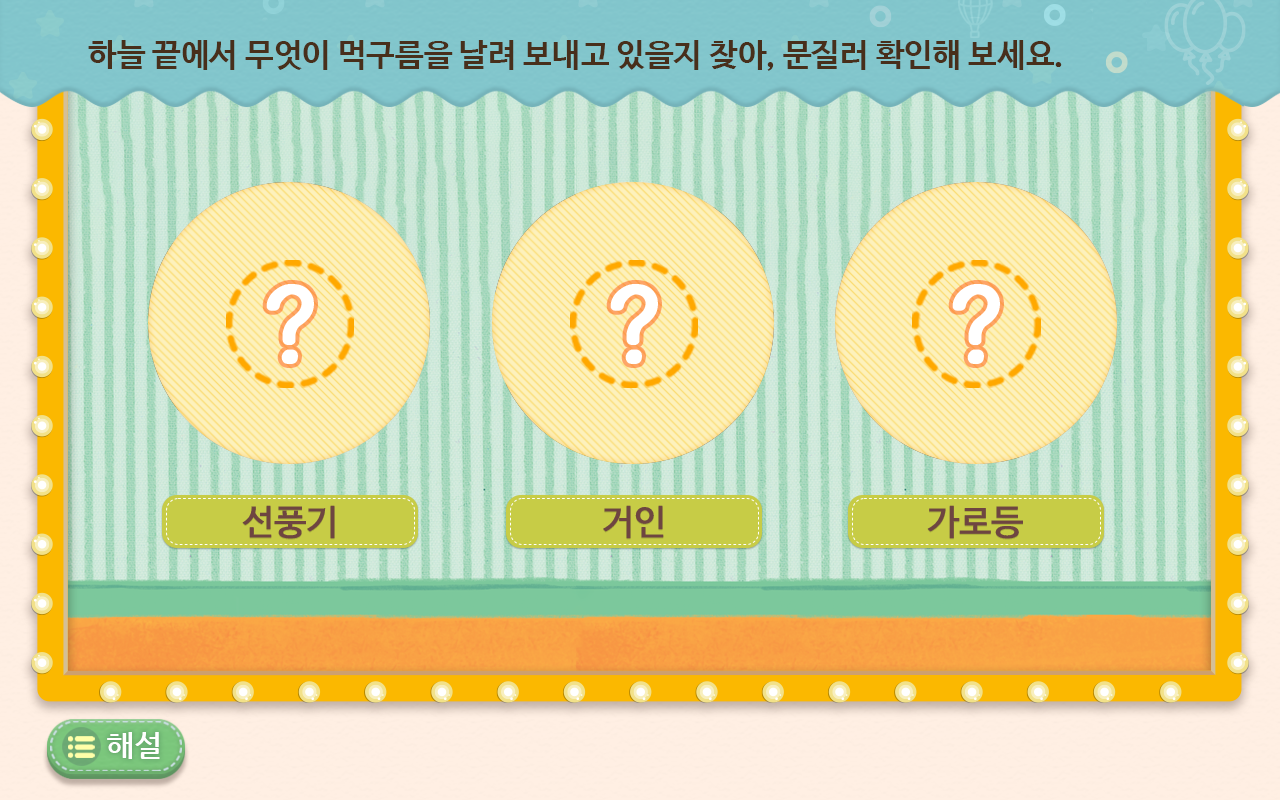 하늘 끝에서 무엇이 먹구름을 날려 보내고 있을지 찾아, 문질러 확인해 보세요.
? ? ?
선풍기 거인 가로등
해설